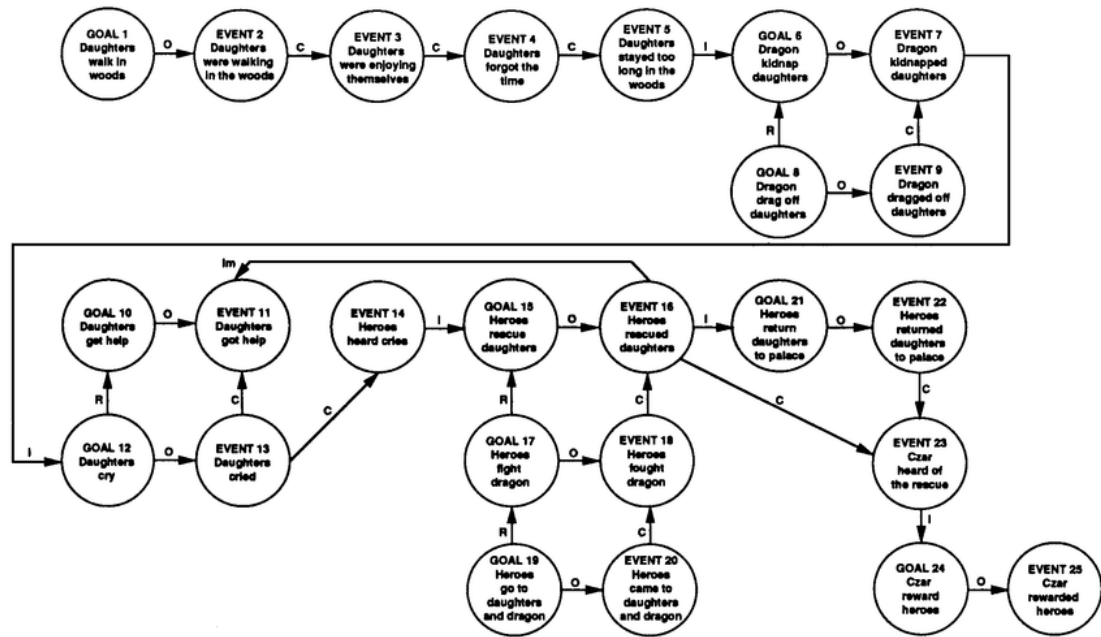 GOAL 1
Daughters
walk in
woods
O
EVENT 2
Daughters
were walking
in the woods
C
EVENT 3
Daughters
were enjoying
themselves
C
EVENT 4
Daughters
forgot the
time
C
EVENT 5
Daughters
stayed too
long in the
woods
I
GOAL 6
Dragon
kidnap
daughters
O
EVENT 7
Dragon
kidnapped
daughters
R
C
GOAL 8
Dragon
drag off
daughters
O
EVENT 9
Dragon
dragged off
daughters
Im
GOAL 10
Daughters
get help
O
EVENT 11
Daughters
got help
EVENT 14
Heroes
heard cries
I
GOAL 15
Heroes
rescue
daughters
O
EVENT 16
Heroes
rescued
daughters
I
GOAL 21
Heroes
return
daughters
to palace
O
EVENT 22
Heroes
returned
daughters
to palace
R
C
C
R
C
C
C
I
GOAL 12
Daughters
cry
O
EVENT 13
Daughters
cried
GOAL 17
Heroes
fight
dragon
O
EVENT 18
Heroes
fought
dragon
EVENT 23
Czar
heard of
the rescue
R
C
I
GOAL 19
Heroes
go to
daughters
and dragon
O
EVENT 20
Heroes
came to
daughters
and dragon
GOAL 24
Czar
reward
heroes
O
EVENT 25
Czar
rewarded
heroes